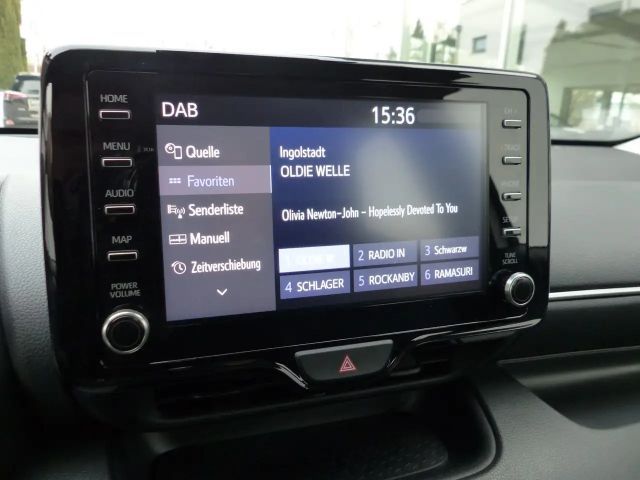 HOME
MENU
AUDIO
MAP
POWER
VOLUME
DAB
15:36
Quelle
Favoriten
Senderliste
Manuell
Zeitverschiebung
Ingolstadt
OLDIE WELLE
Olivia Newton-John – Hopelessly Devoted To You
1
2 RADIO IN
3 Schwarzw
4 SCHLAGER
5 ROCKANBY
6 RAMASURI
TUNE
SCROLL